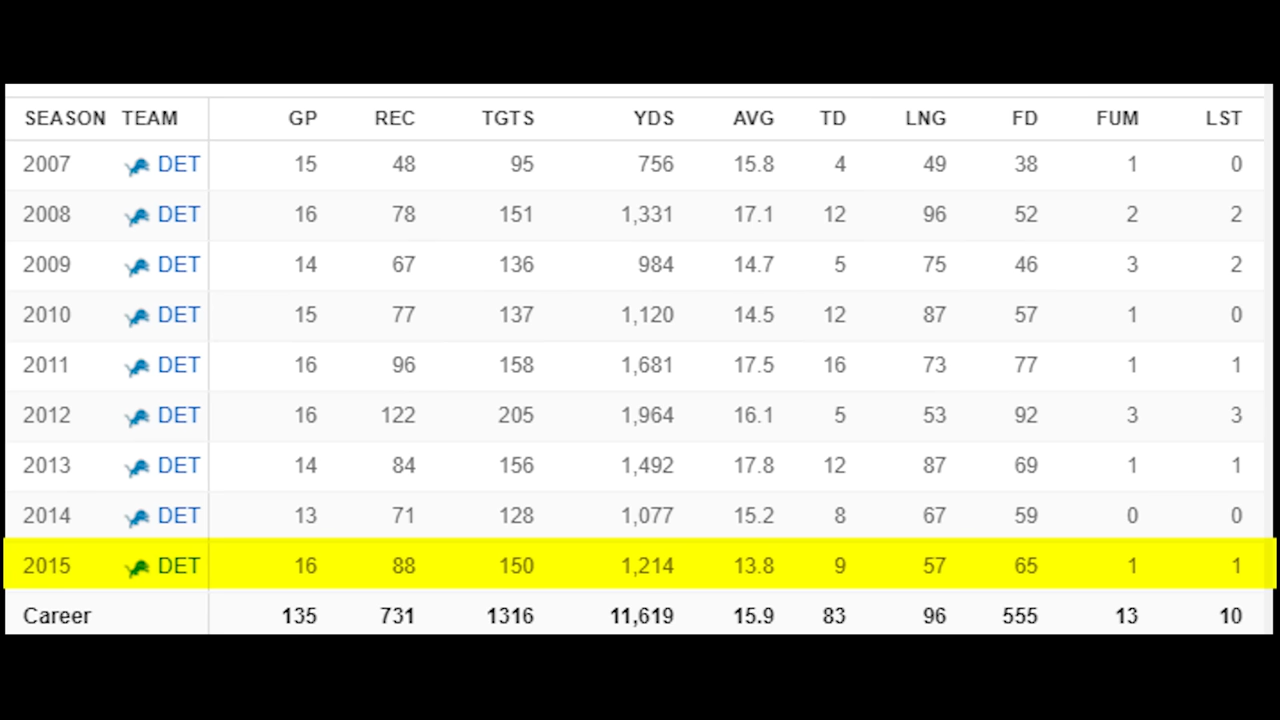 SEASON TEAM GP REC TGTS YDS AVG TD LNG FD FUM LST
2007 DET 15 48 95 756 15.8 4 49 38 1 0
2008 DET 16 78 151 1,331 17.1 12 96 52 2 2
2009 DET 14 67 136 984 14.7 5 75 46 3 2
2010 DET 15 77 137 1,120 14.5 12 87 57 1 0
2011 DET 16 96 158 1,681 17.5 16 73 77 1 1
2012 DET 16 122 205 1,964 16.1 5 53 92 3 3
2013 DET 14 84 156 1,492 17.8 12 87 69 1 1
2014 DET 13 71 128 1,077 15.2 8 67 59 0 0
2015 DET 16 88 150 1,214 13.8 9 57 65 1 1
Career 135 731 1316 11,619 15.9 83 96 555 13 10